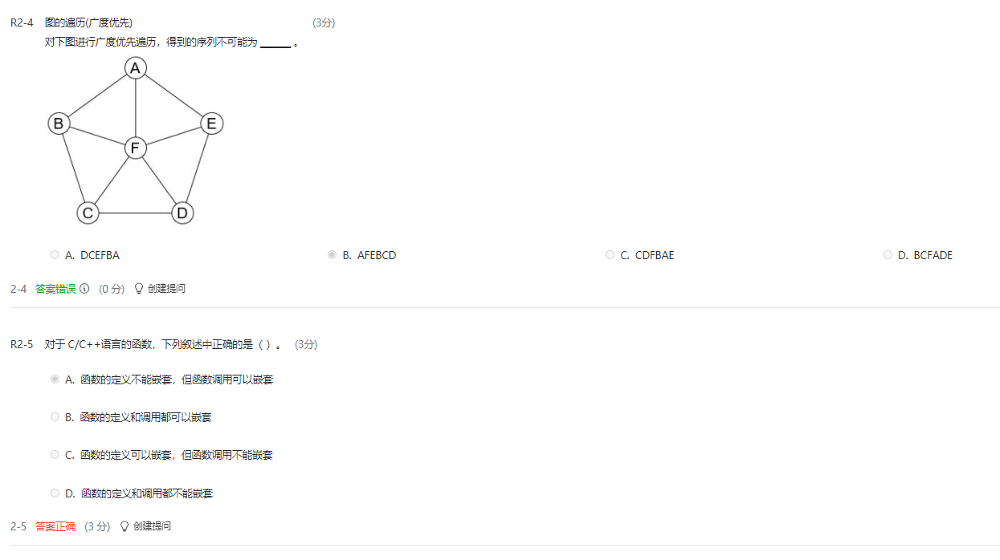 R2-4 图的遍历(广度优先) (3分)
对下图进行广度优先遍历，得到的序列不可能为 ______ 。
A
B
E
F
C
D
A. DCEFBA
B. AFEBCD
C. CDFBAE
D. BCFADE
2-4 答案错误 (0 分) 创建提问
R2-5 对于 C/C++语言的函数，下列叙述中正确的是（ ）。 (3分)
A. 函数的定义不能嵌套，但函数调用可以嵌套
B. 函数的定义和调用都可以嵌套
C. 函数的定义可以嵌套，但函数调用不能嵌套
D. 函数的定义和调用都不能嵌套
2-5 答案正确 (3 分) 创建提问